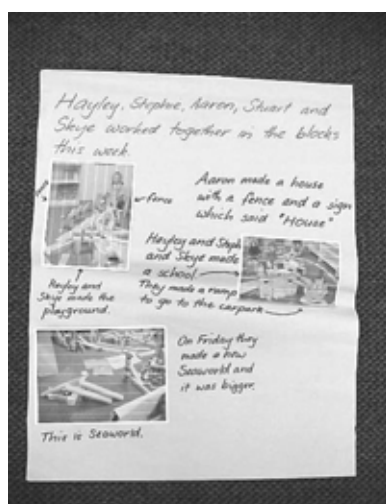 Hayley, Stephie, Aaron, Stuart and
Skye worked together in the blocks
this week.
fence
Aaron made a house
with a fence and a sign
which said "House"
Hayley and Steph
and Skye made
a school
They made a ramp
to go to the carpark
Hayley and
Skye made the
playground.
On Friday they
made a new
Seaworld and
it was bigger.
This is Seaworld.